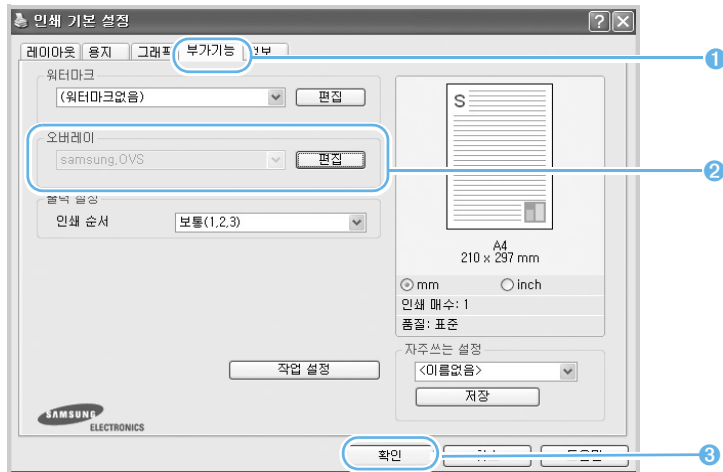 인쇄 기본 설정
레이아웃 용지 부가기능
1
워터마크
(워터마크없음) 편집
S
오버레이
samsung,OVS 편집
2
출력 설정
인쇄 순서 보통(1,2,3)
A4
210 x 297 mm
mm inch
인쇄 매수: 1
품질: 표준
자주쓰는 설정
작업 설정 <이름없음>
저장
SAMSUNG
ELECTRONICS
확인
3